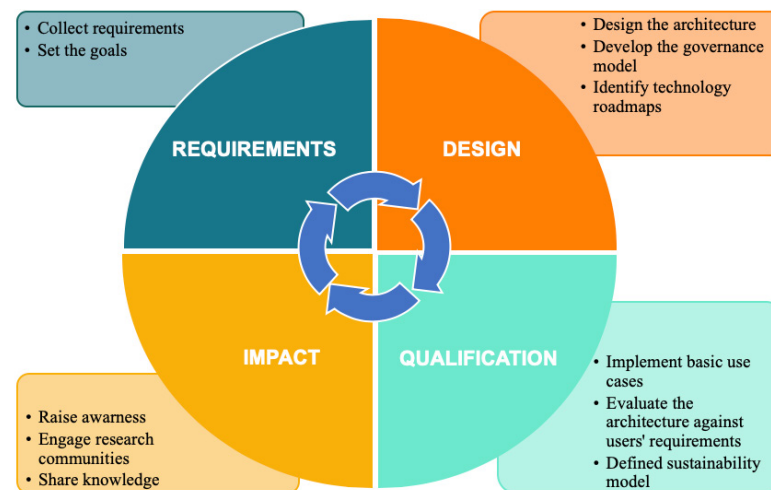 • Collect requirements
• Set the goals
• Design the architecture
• Develop the governance
model
• Identify technology
roadmaps
REQUIREMENTS
DESIGN
IMPACT
QUALIFICATION
• Raise awarness
• Engage research
communities
• Share knowledge
• Implement basic use
cases
• Evaluate the
architecture against
users' requirements
• Defined sustainability
model